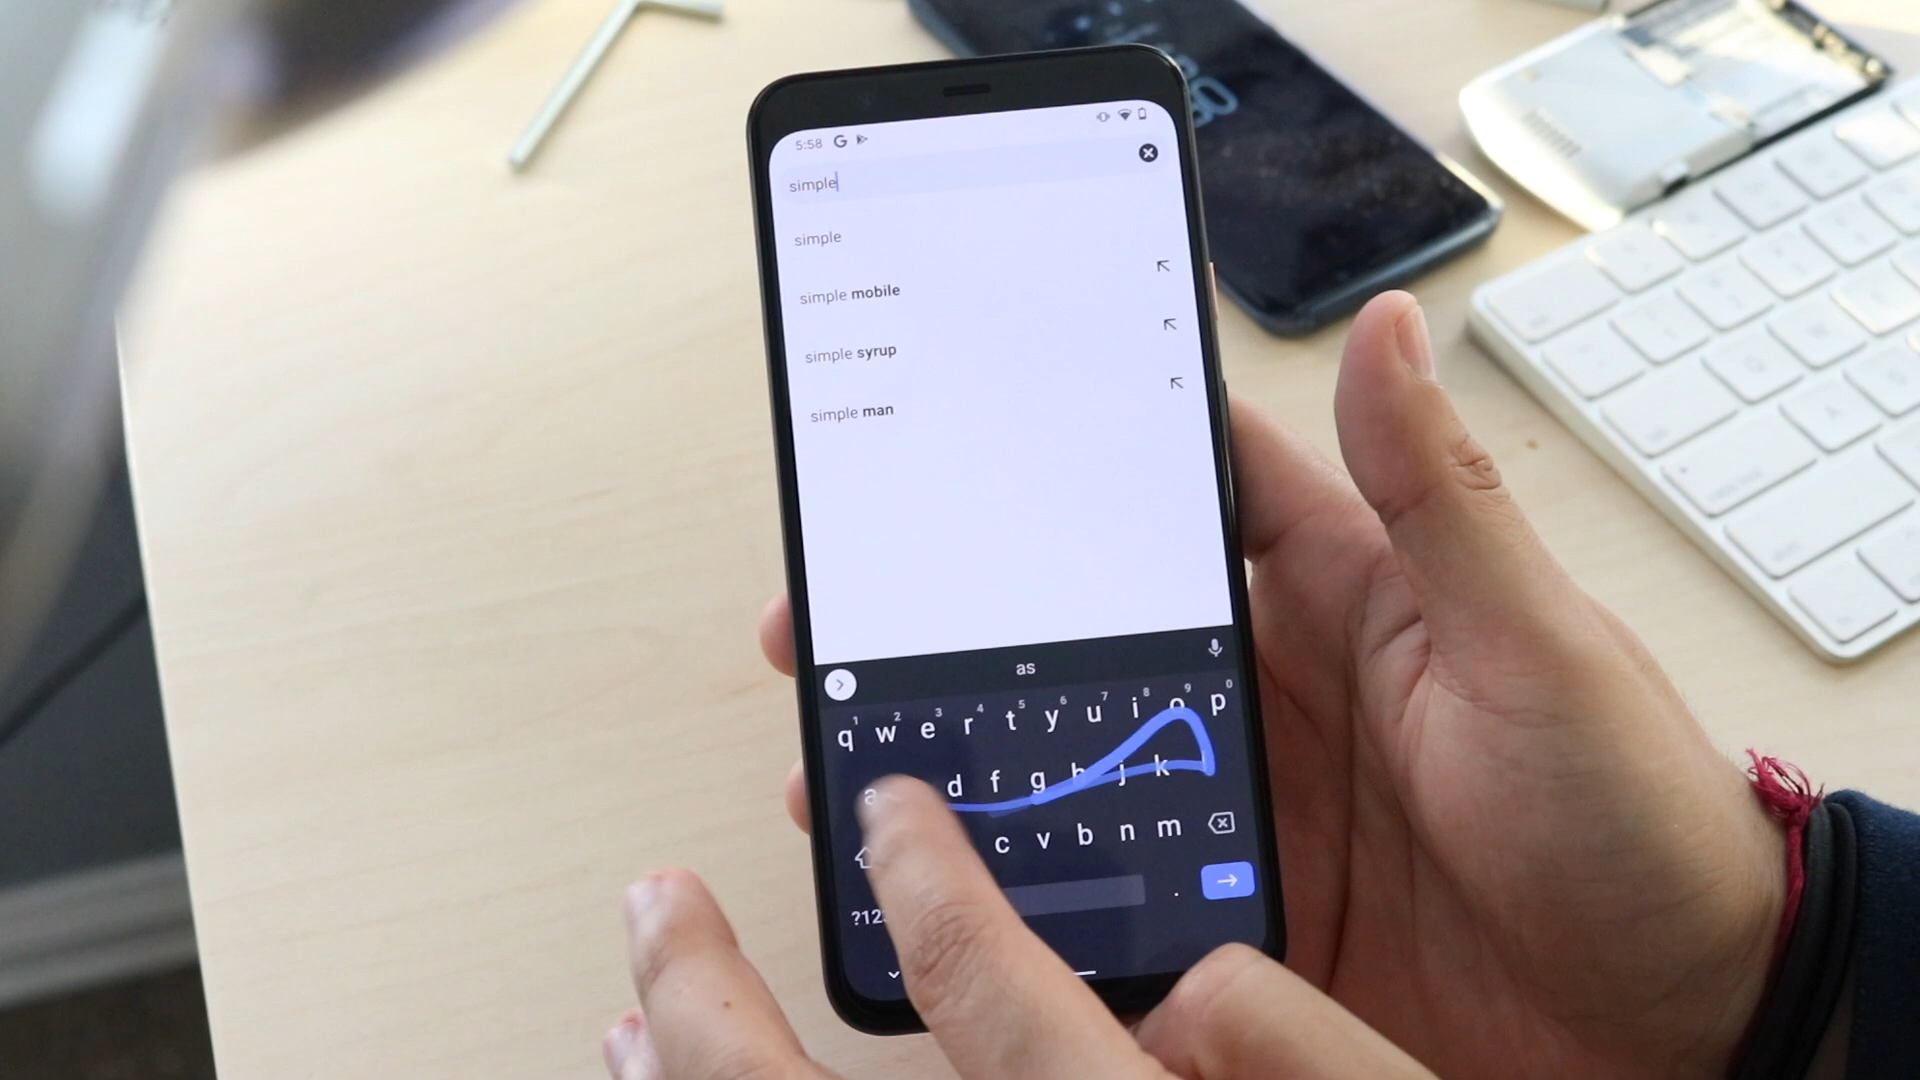 5:58 G
simple
simple
simple mobile
simple syrup
simple man
as
1 2 3 4 5 6 7 8 9 0
q w e r t y u i o p
a d f g h j k
c v b n m
?12 .